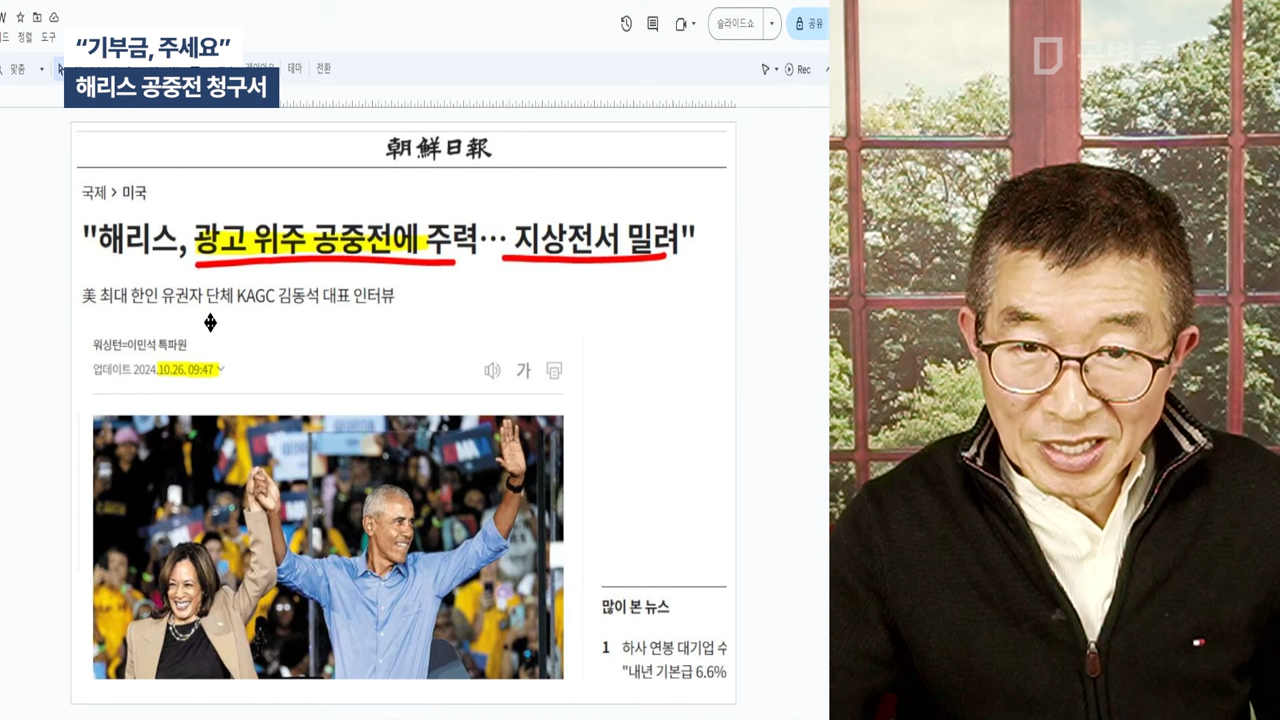 "기부금, 주세요"
해리스 공중전 청구서
정렬 도구
슬라이드쇼
공유
맞춤
테마 전환
Rec
朝鮮日報
국제 > 미국
"해리스, 광고 위주 공중전에 주력… 지상전서 밀려"
美 최대 한인 유권자 단체 KAGC 김동석 대표 인터뷰
워싱턴=이민석 특파원
업데이트 2024.10.26. 09:47
가
많이 본 뉴스
1 하사 연봉 대기업 수
"내년 기본급 6.6%